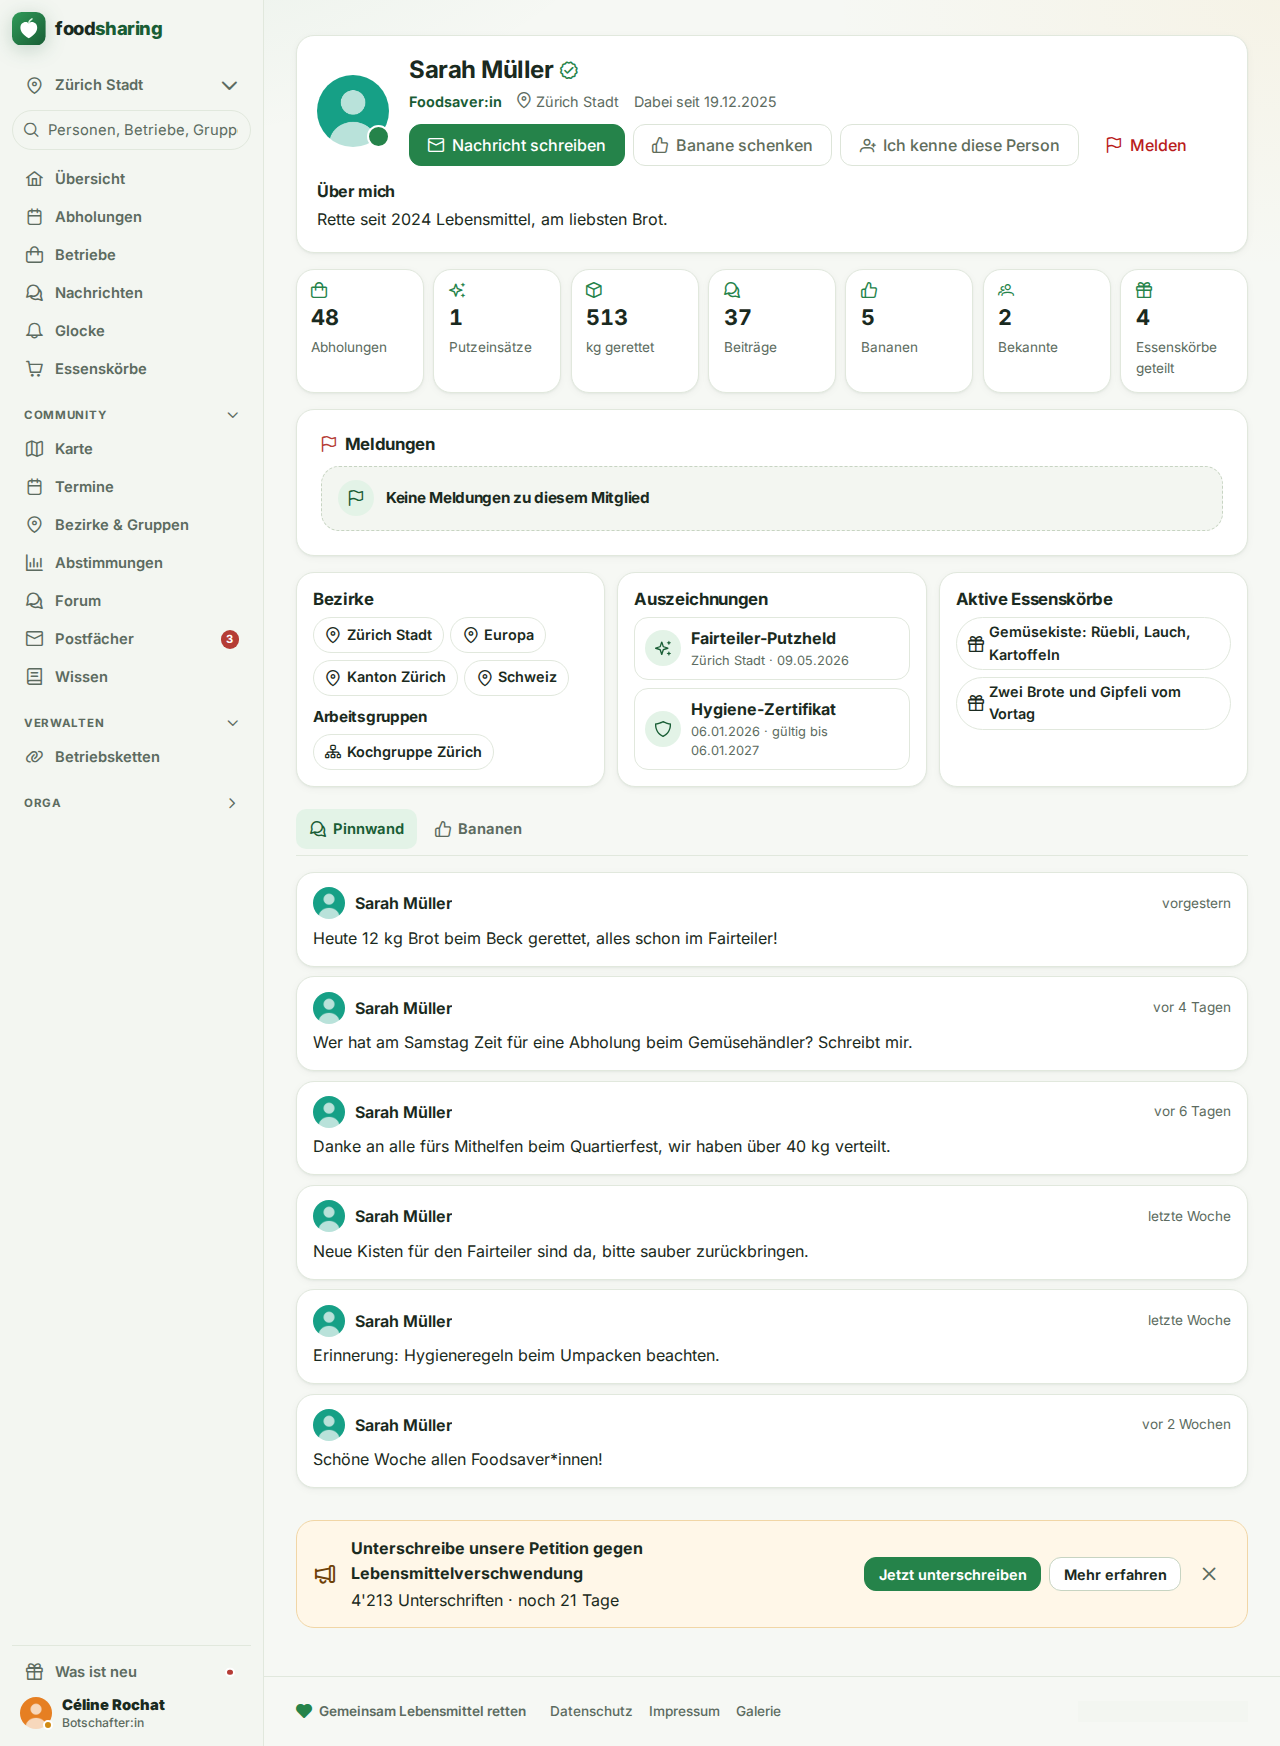 foodsharing
Zürich Stadt
Personen, Betriebe, Grupp
Übersicht
Abholungen
Betriebe
Nachrichten
Glocke
Essenskörbe
COMMUNITY
Karte
Termine
Bezirke & Gruppen
Abstimmungen
Forum
Postfächer 3
Wissen
VERWALTEN
Betriebsketten
ORGA
Was ist neu
Céline Rochat
Botschafter:in
Sarah Müller
Foodsaver:in Zürich Stadt Dabei seit 19.12.2025
Nachricht schreiben Banane schenken Ich kenne diese Person Melden
Über mich
Rette seit 2024 Lebensmittel, am liebsten Brot.
48
Abholungen
1
Putzeinsätze
513
kg gerettet
37
Beiträge
5
Bananen
2
Bekannte
4
Essenskörbe
geteilt
Meldungen
Keine Meldungen zu diesem Mitglied
Bezirke
Zürich Stadt Europa
Kanton Zürich Schweiz
Arbeitsgruppen
Kochgruppe Zürich
Auszeichnungen
Fairteiler-Putzheld
Zürich Stadt · 09.05.2026
Hygiene-Zertifikat
06.01.2026 · gültig bis
06.01.2027
Aktive Essenskörbe
Gemüsekiste: Rüebli, Lauch,
Kartoffeln
Zwei Brote und Gipfeli vom
Vortag
Pinnwand Bananen
Sarah Müller vorgestern
Heute 12 kg Brot beim Beck gerettet, alles schon im Fairteiler!
Sarah Müller vor 4 Tagen
Wer hat am Samstag Zeit für eine Abholung beim Gemüsehändler? Schreibt mir.
Sarah Müller vor 6 Tagen
Danke an alle fürs Mithelfen beim Quartierfest, wir haben über 40 kg verteilt.
Sarah Müller letzte Woche
Neue Kisten für den Fairteiler sind da, bitte sauber zurückbringen.
Sarah Müller letzte Woche
Erinnerung: Hygieneregeln beim Umpacken beachten.
Sarah Müller vor 2 Wochen
Schöne Woche allen Foodsaver*innen!
Unterschreibe unsere Petition gegen
Lebensmittelverschwendung
4'213 Unterschriften · noch 21 Tage
Jetzt unterschreiben Mehr erfahren
Gemeinsam Lebensmittel retten Datenschutz Impressum Galerie